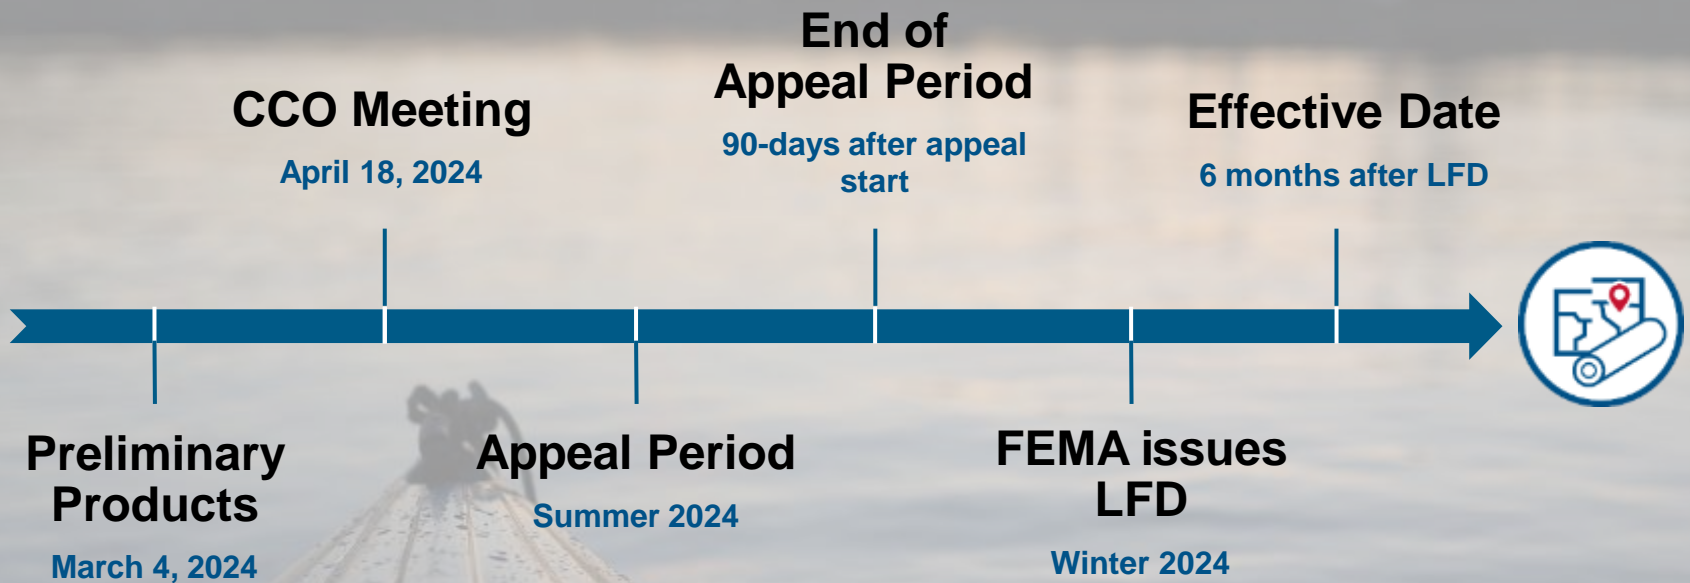 Preliminary
Products
March 4, 2024
CCO Meeting
April 18, 2024
Appeal Period
Summer 2024
End of
Appeal Period
90-days after appeal
start
FEMA issues
LFD
Winter 2024
Effective Date
6 months after LFD